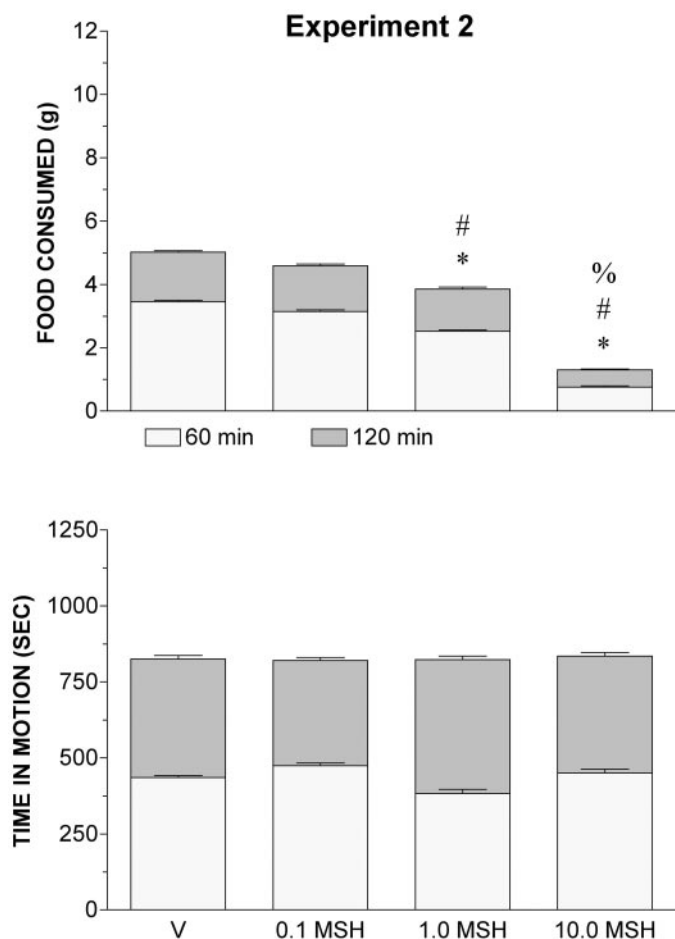 Experiment 2
12
10
8
6
4
2
0
FOOD CONSUMED (g)
#
*
%
#
*
60 min
120 min
1250
1000
750
500
250
0
TIME IN MOTION (SEC)
V
0.1 MSH
1.0 MSH
10.0 MSH